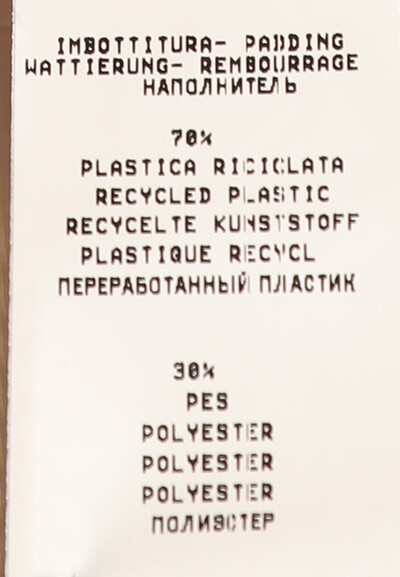 IMBOTTITURA- PADDING
WATTIERUNG- REMBOURRAGE
НАПОЛНИТЕЛЬ
70%
PLASTICA RICICLATA
RECYCLED PLASTIC
RECYCELTE KUNSTSTOFF
PLASTIQUE RECYCL
ПЕРЕРАБОТАННЫЙ ПЛАСТИК
30%
PES
POLYESTER
POLYESTER
POLYESTER
ПОЛИЭСТЕР